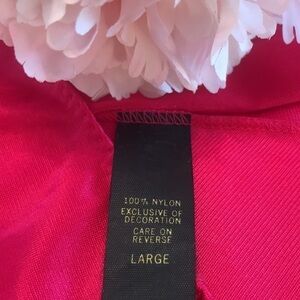 100% NYLON
EXCLUSIVE OF
DECORATION
CARE ON
REVERSE
LARGE